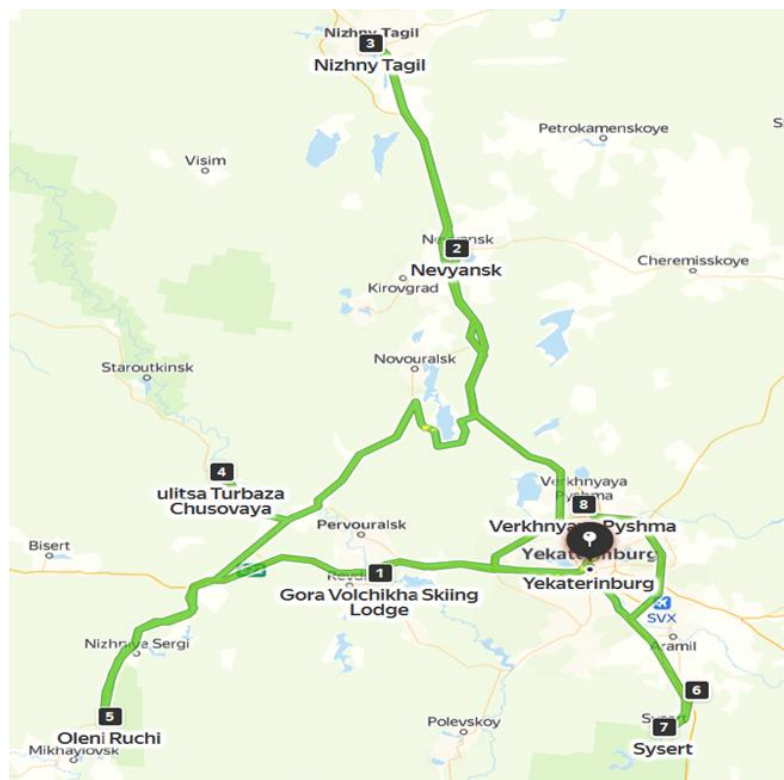 Nizhny Tagil
3
Nizhny Tagil
Petrokamenskoye
Visim
2
Nevyansk
Cheremisskoye
Kirovgrad
Novouralsk
Staroutkinsk
4
ulitsa Turbaza
Chusovaya
Verkhnyaya
Pyshma
8
Verkhnyaya Pyshma
Pervouralsk
Bisert
Yekaterinburg
1
Yekaterinburg
Gora Volchikha Skiing
Lodge
SVX
Aramil
Nizhniye Sergi
6
5
Oleni Ruchi
7
Sysert
Polevskoy
Mikhaylovsk